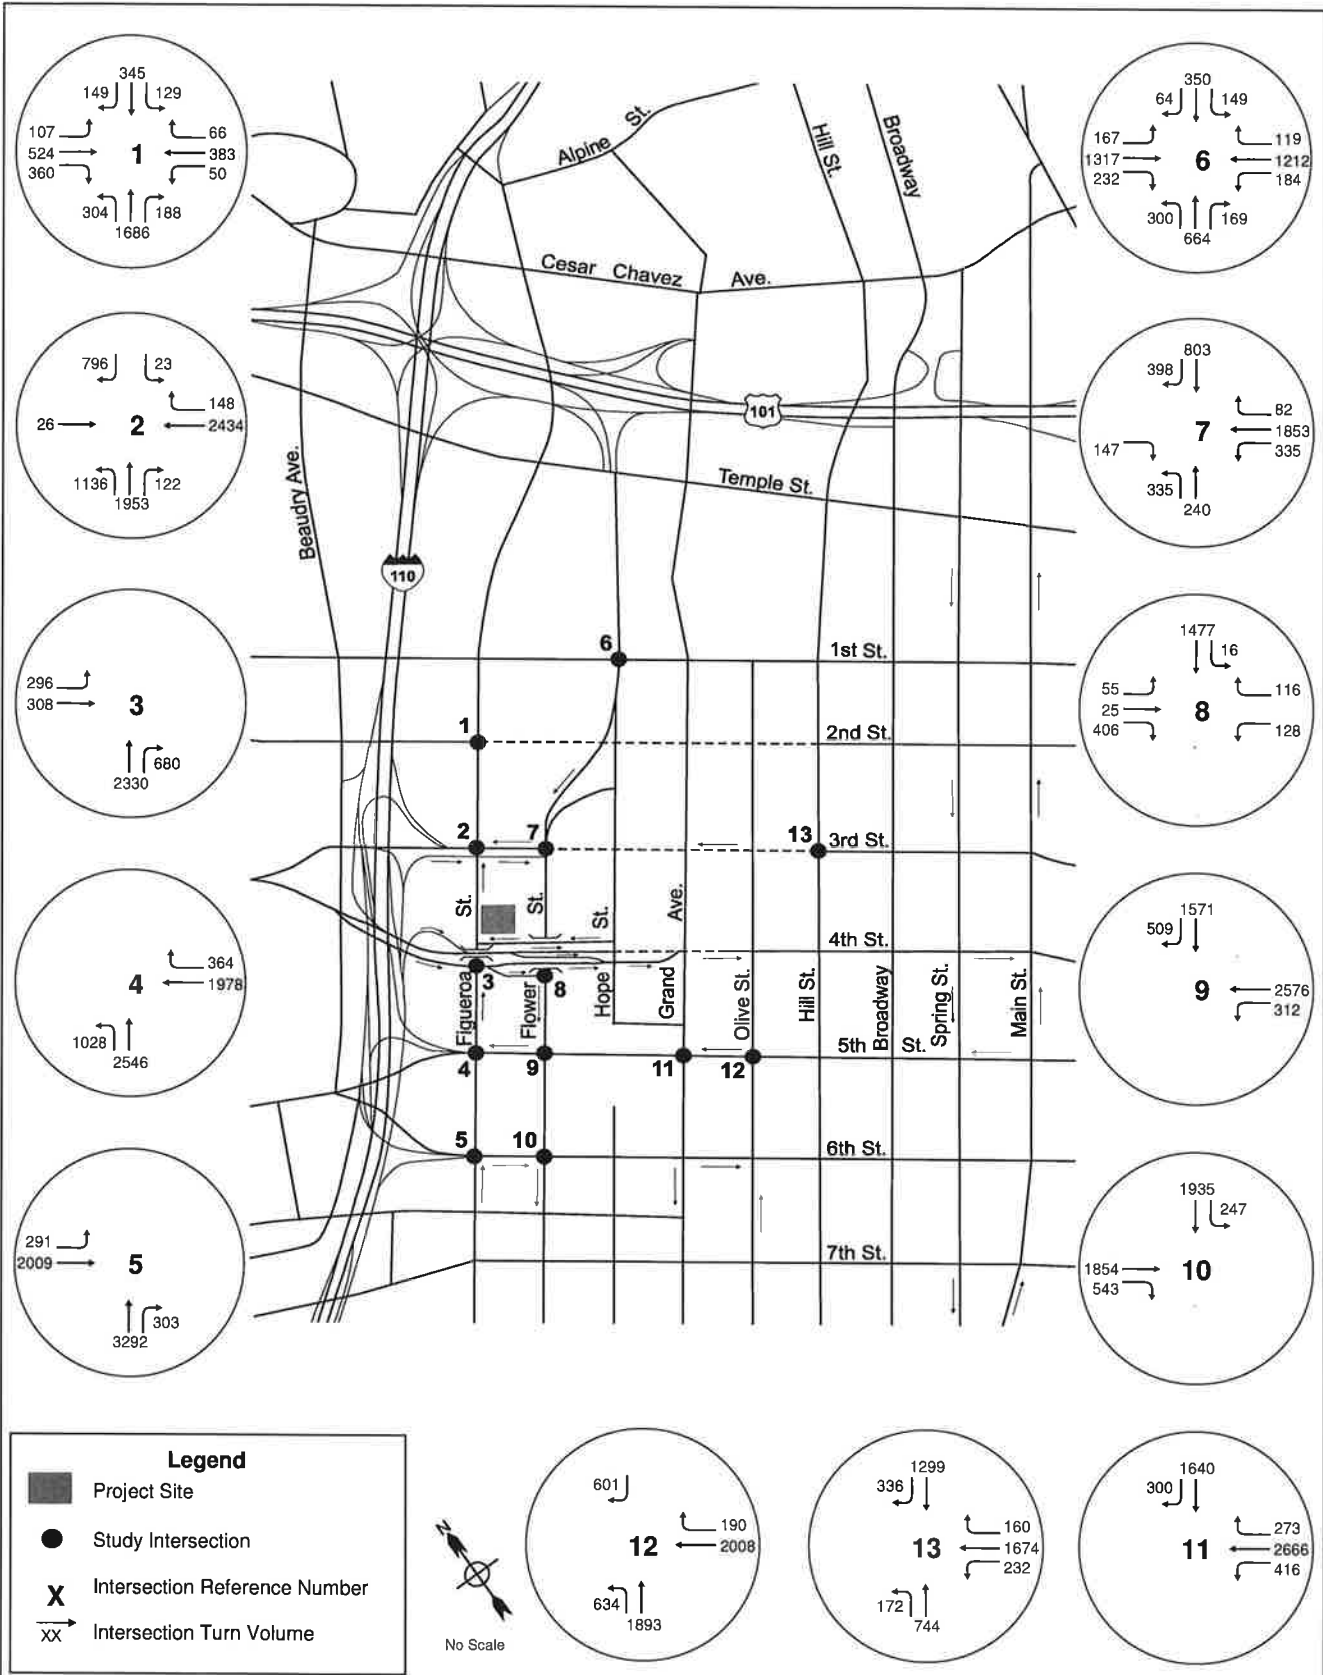 345
149 129
107 66
524 1 383
360 50
304 188
1686
350
64 149
167 119
1317 6 1212
232 184
300 169
664
796 23
148
26 2 2434
1136 122
1953
803
398
82
7 1853
147 335
335
240
296
308 3
680
2330
1477
16
55 116
25 8
406 128
364
4 1978
1028
2546
1571
509
9 2576
312
291
2009 5
303
3292
1935
247
1854 10
543
601
190
12 2008
634
1893
1299
336
160
13 1674
232
172
744
1640
300
273
11 2666
416
Alpine St.
Hill St.
Broadway
Cesar Chavez Ave.
101
Temple St.
Beaudry Ave.
110
6
1st St.
1
2nd St.
2 7 13
3rd St.
St. St. St. Ave.
4th St.
3 8
Figueroa Flower Hope Grand Olive St. Hill St. Broadway Spring St. Main St.
5th St.
4 9 11 12
5 10
6th St.
7th St.
Legend
Project Site
Study Intersection
X Intersection Reference Number
XX Intersection Turn Volume
N
No Scale